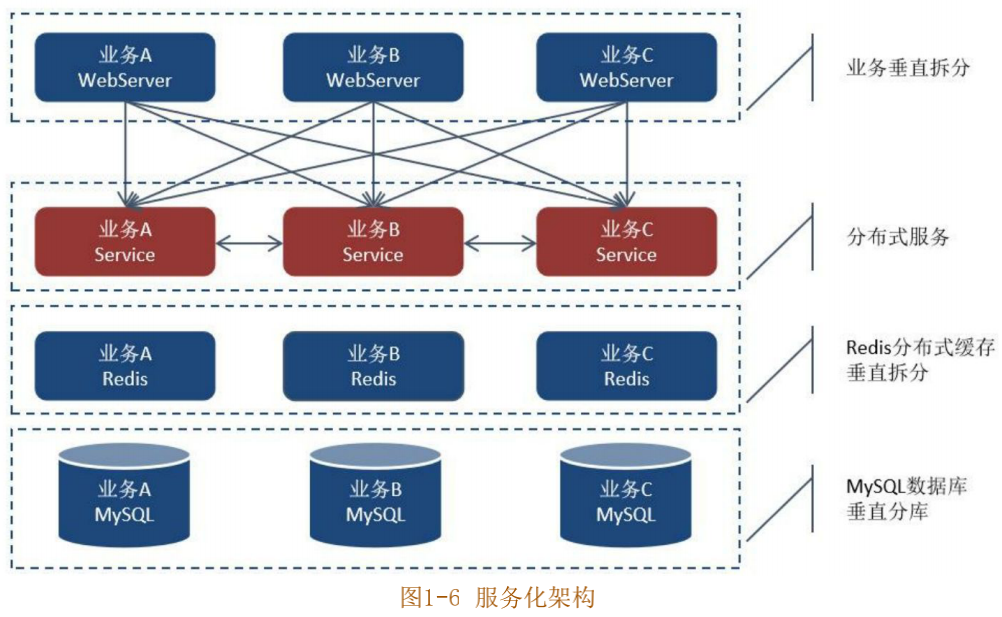 业务A
WebServer
业务B
WebServer
业务C
WebServer
业务垂直拆分
业务A
Service
业务B
Service
业务C
Service
分布式服务
业务A
Redis
业务B
Redis
业务C
Redis
Redis分布式缓存
垂直拆分
业务A
MySQL
业务B
MySQL
业务C
MySQL
MySQL数据库
垂直分库
图1-6 服务化架构